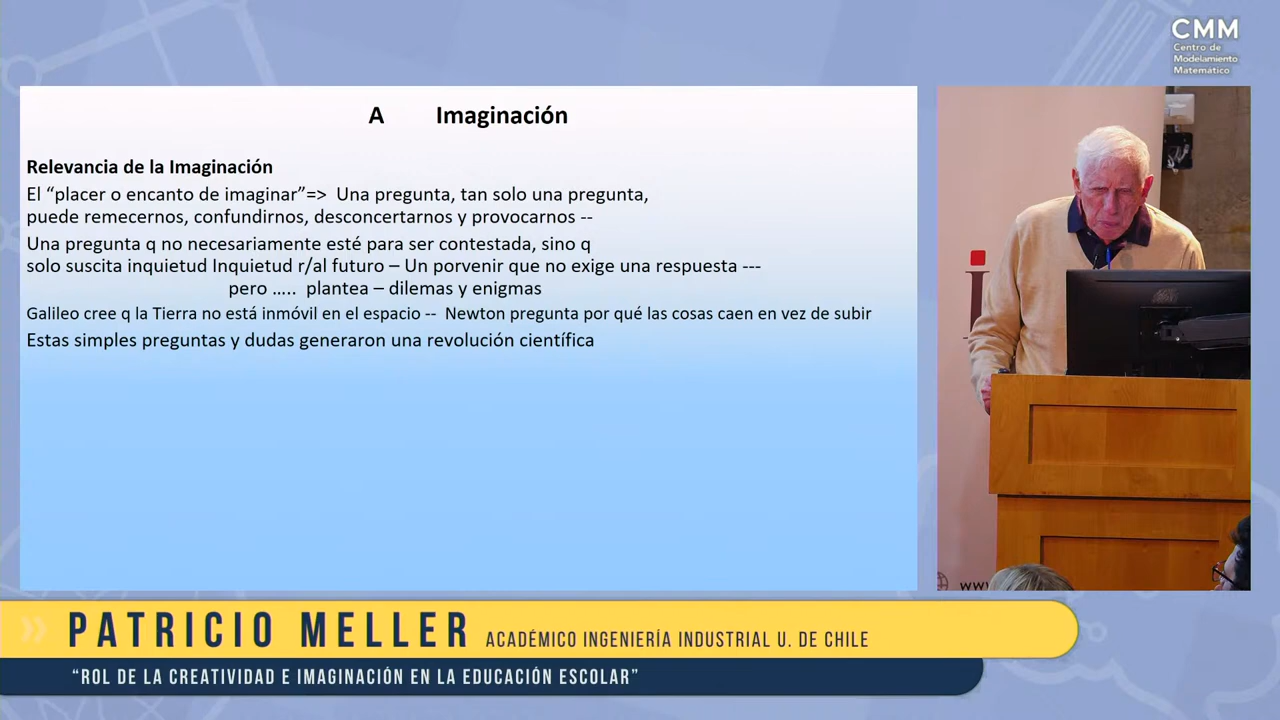 CMM
Centro de
Modelamiento
Matemático
A Imaginación
Relevancia de la Imaginación
El “placer o encanto de imaginar”=> Una pregunta, tan solo una pregunta,
puede remecernos, confundirnos, desconcertarnos y provocarnos --
Una pregunta q no necesariamente esté para ser contestada, sino q
solo suscita inquietud Inquietud r/al futuro – Un porvenir que no exige una respuesta ---
pero ..... plantea – dilemas y enigmas
Galileo cree q la Tierra no está inmóvil en el espacio -- Newton pregunta por qué las cosas caen en vez de subir
Estas simples preguntas y dudas generaron una revolución científica
www
PATRICIO MELLER ACADÉMICO INGENIERÍA INDUSTRIAL U. DE CHILE
“ROL DE LA CREATIVIDAD E IMAGINACIÓN EN LA EDUCACIÓN ESCOLAR”